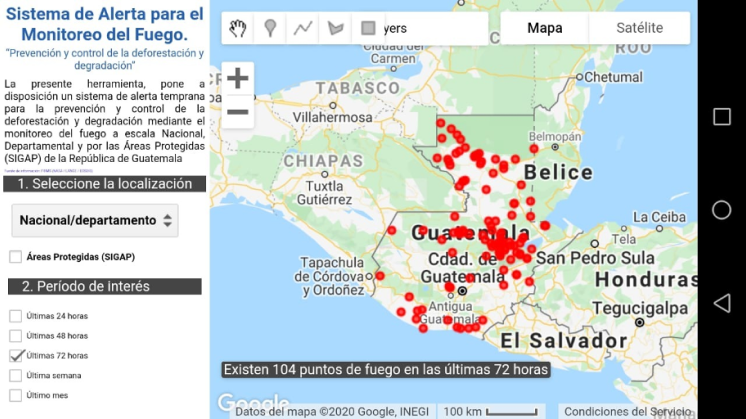 Sistema de Alerta para el
Monitoreo del Fuego.
“Prevención y control de la deforestación y
degradación”
La presente herramienta, pone a
disposición un sistema de alerta temprana
para la prevención y control de la
deforestación y degradación mediante el
monitoreo del fuego a escala Nacional,
Departamental y por las Áreas Protegidas
(SIGAP) de la República de Guatemala
1. Seleccione la localización
Nacional/departamento
Áreas Protegidas (SIGAP)
2. Período de interés
Últimas 24 horas
Últimas 48 horas
Últimas 72 horas
Última semana
Último mes
yers
Mapa
Satélite
Ciudad del
Carmen
ROO
Chetumal
TABASCO
Villahermosa
Belmopán
CHIAPAS
Belice
Tuxtla
Gutiérrez
La Ceiba
Guatemala
Tela
San Pedro Sula
Tapachula
de Córdova
y Ordoñez
Cdad. de
Guatemala
Honduras
Antigua
Guatemala
Tegucigalpa
El Salvador
Existen 104 puntos de fuego en las últimas 72 horas
Google
Datos del mapa ©2020 Google, INEGI
100 km
Condiciones del Servicio